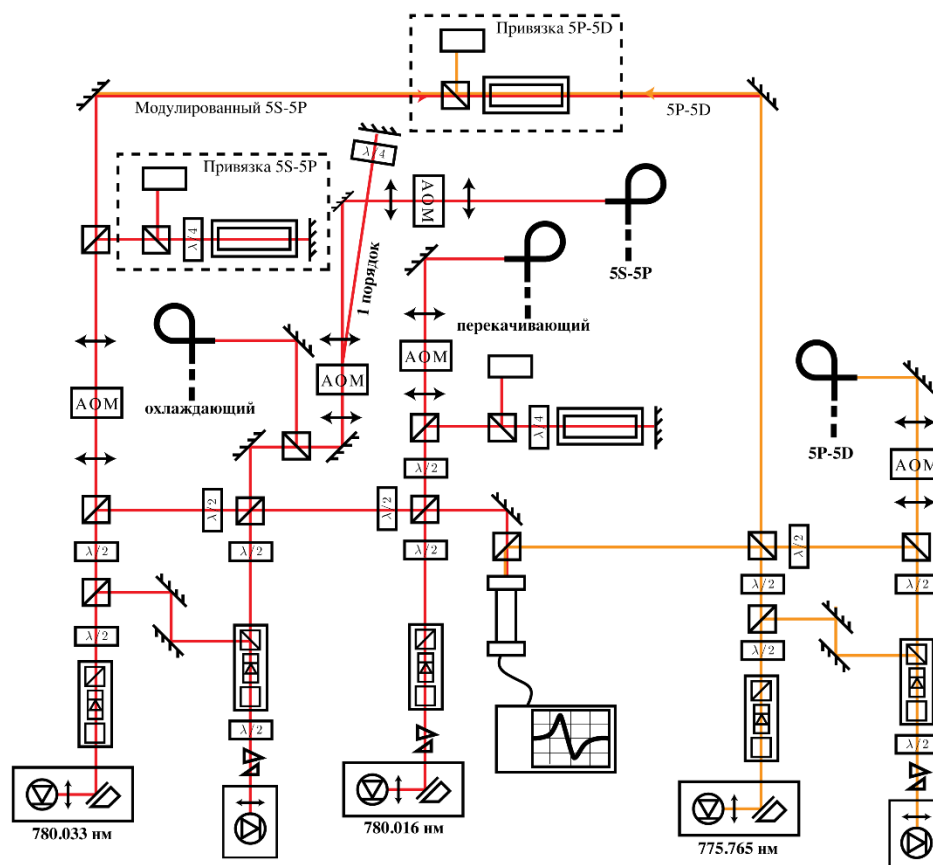 Привязка 5P-5D
Модулированный 5S-5P
5P-5D
λ/4
Привязка 5S-5P
AOM
λ/4
5S-5P
1 порядок
перекачивающий
AOM
AOM
AOM
охлаждающий
λ/4
5P-5D
AOM
λ/2
λ/2
λ/2
λ/2
λ/2
λ/2
λ/2
λ/2
λ/2
λ/2
λ/2
λ/2
λ/2
λ/2
780.033 нм
780.016 нм
775.765 нм